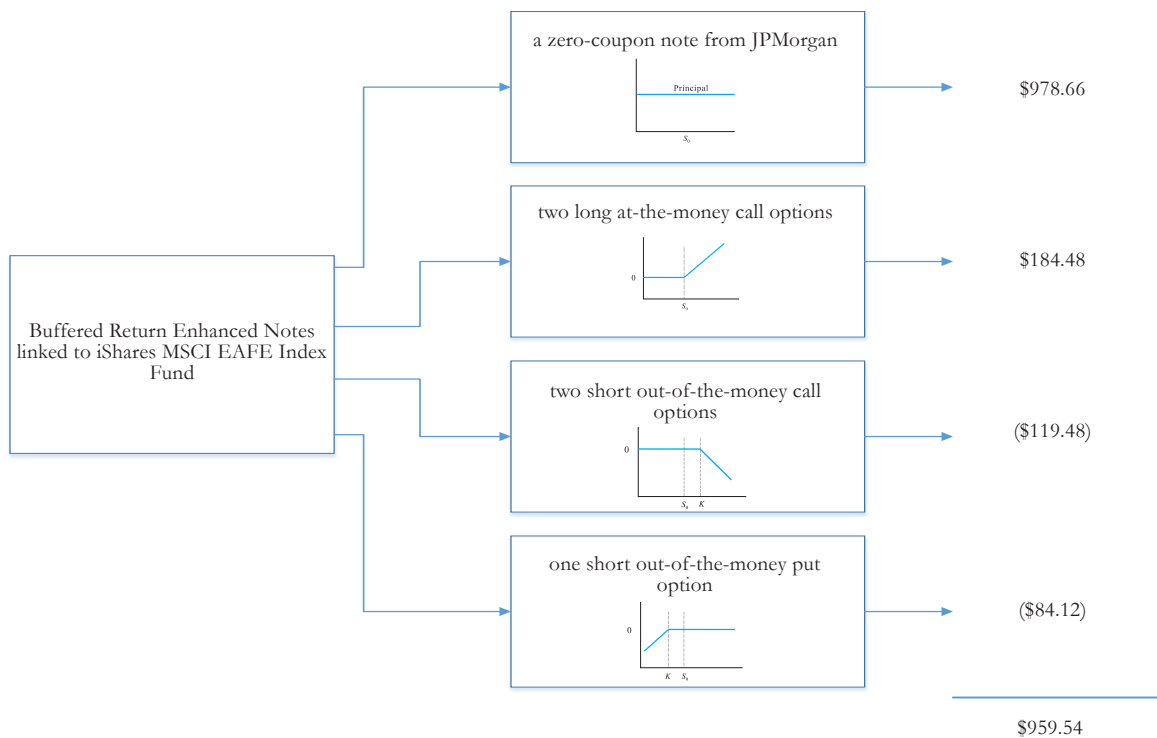 a zero-coupon note from JPMorgan
Principal
S₀
$978.66
two long at-the-money call options
0
S₀
$184.48
Buffered Return Enhanced Notes
linked to iShares MSCI EAFE Index
Fund
two short out-of-the-money call
options
0
S₀ K
($119.48)
one short out-of-the-money put
option
0
K S₀
($84.12)
$959.54